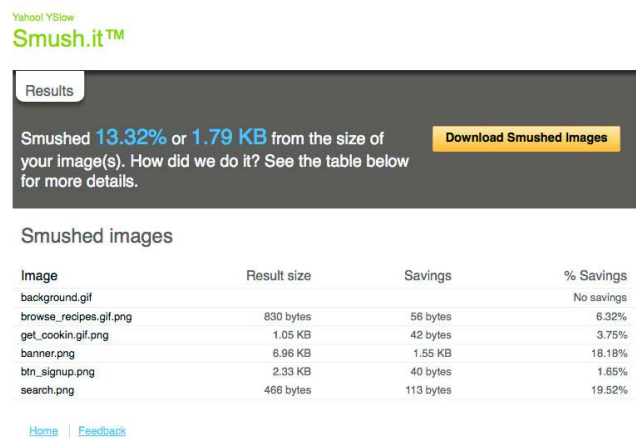 Yahoo! YSlow
Smush.it™
Results
Smushed 13.32% or 1.79 KB from the size of
your image(s). How did we do it? See the table below
for more details.
Download Smushed Images
Smushed images
Image Result size Savings % Savings
background.gif No savings
browse_recipes.gif.png 830 bytes 56 bytes 6.32%
get_cookin.gif.png 1.05 KB 42 bytes 3.75%
banner.png 6.96 KB 1.55 KB 18.18%
btn_signup.png 2.33 KB 40 bytes 1.65%
search.png 466 bytes 113 bytes 19.52%
Home Feedback